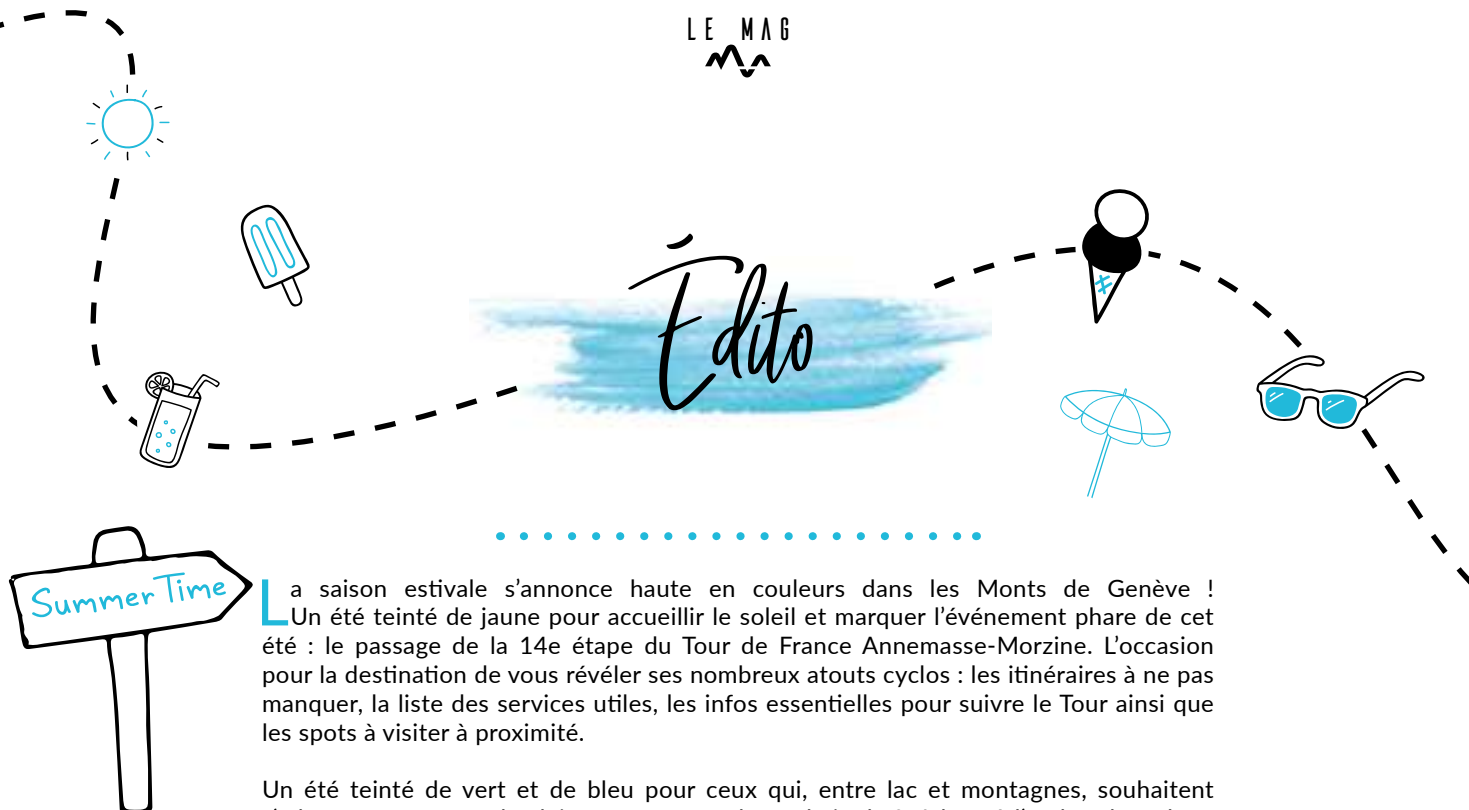 LE MAG
Édito
Summer Time
La saison estivale s’annonce haute en couleurs dans les Monts de Genève !
Un été teinté de jaune pour accueillir le soleil et marquer l’événement phare de cet
été : le passage de la 14e étape du Tour de France Annemasse-Morzine. L’occasion
pour la destination de vous révéler ses nombreux atouts cyclos : les itinéraires à ne pas
manquer, la liste des services utiles, les infos essentielles pour suivre le Tour ainsi que
les spots à visiter à proximité.
Un été teinté de vert et de bleu pour ceux qui, entre lac et montagnes, souhaitent